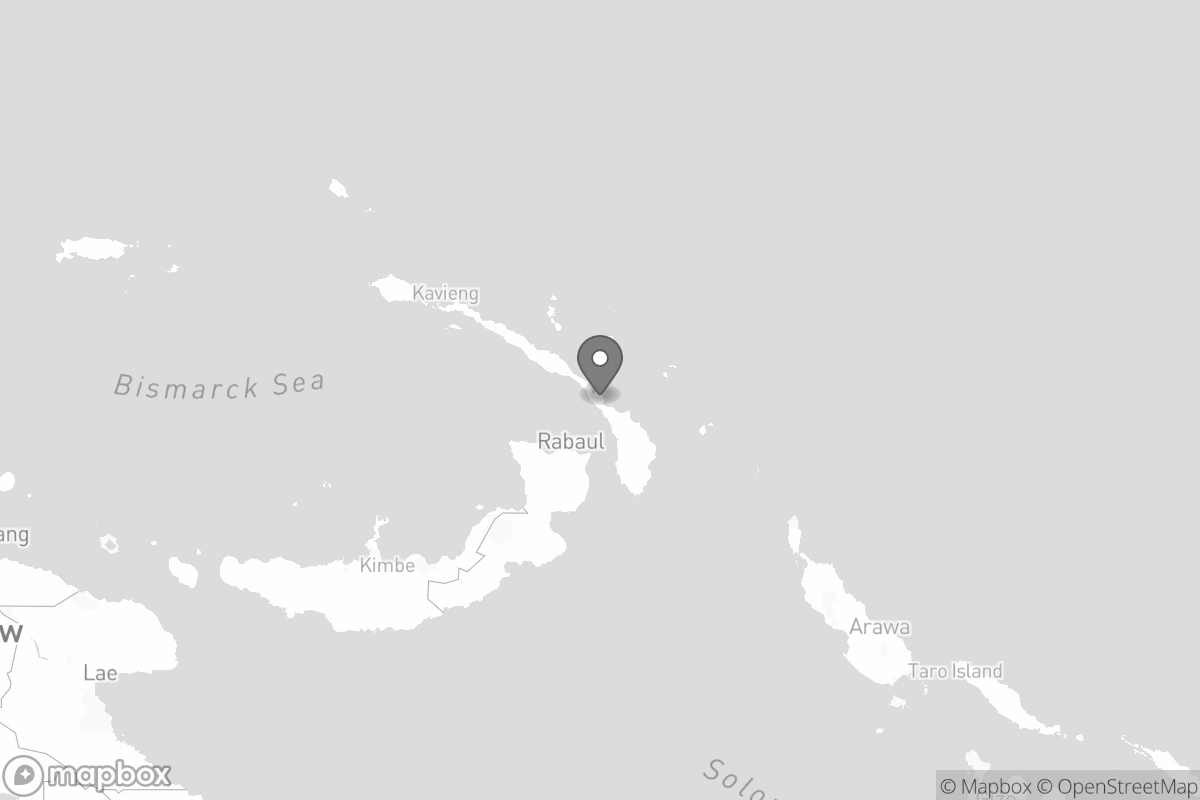 Kavieng
Bismarck Sea
Rabaul
ang
Kimbe
Arawa
w
Lae
Taro Island
Solo
mapbox
© Mapbox © OpenStreetMap